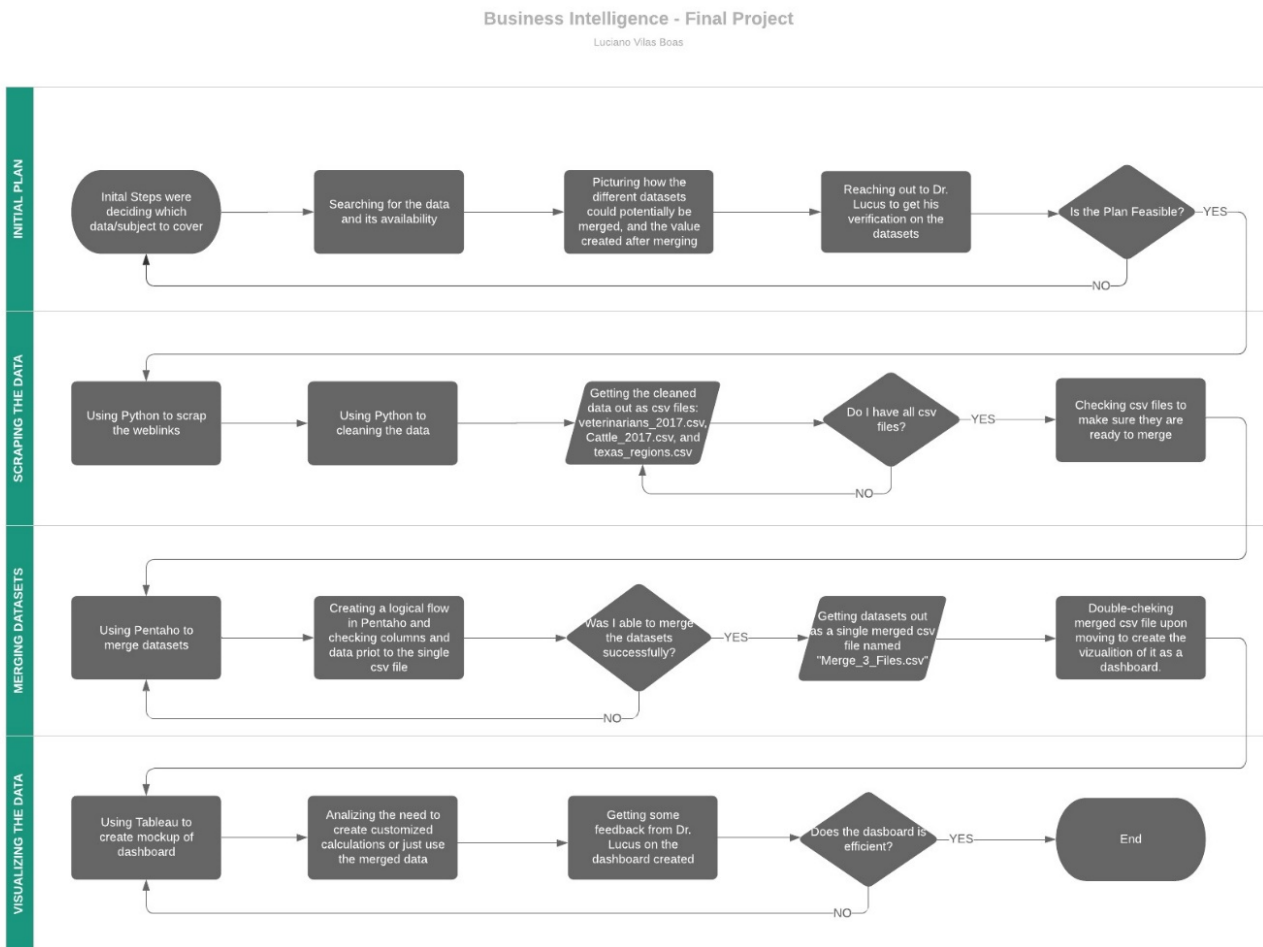 Business Intelligence - Final Project
Luciano Vilas Boas
INITIAL PLAN
Inital Steps were
deciding which
data/subject to cover
Searching for the data
and its availability
Picturing how the
different datasets
could potentially be
merged, and the value
created after merging
Reaching out to Dr.
Lucus to get his
verification on the
datasets
Is the Plan Feasible?
YES
NO
SCRAPING THE DATA
Using Python to scrap
the weblinks
Using Python to
cleaning the data
Getting the cleaned
data out as csv files:
veterinarians_2017.csv,
Cattle_2017.csv, and
texas_regions.csv
Do I have all csv
files?
YES
NO
Checking csv files to
make sure they are
ready to merge
MERGING DATASETS
Using Pentaho to
merge datasets
Creating a logical flow
in Pentaho and
checking columns and
data priot to the single
csv file
Was I able to merge
the datasets
successfully?
YES
NO
Getting datasets out
as a single merged csv
file named
"Merge_3_Files.csv"
Double-cheking
merged csv file upon
moving to create the
vizualition of it as a
dashboard.
VISUALIZING THE DATA
Using Tableau to
create mockup of
dashboard
Analizing the need to
create customized
calculations or just use
the merged data
Getting some
feedback from Dr.
Lucus on the
dashboard created
Does the dasboard is
efficient?
YES
NO
End